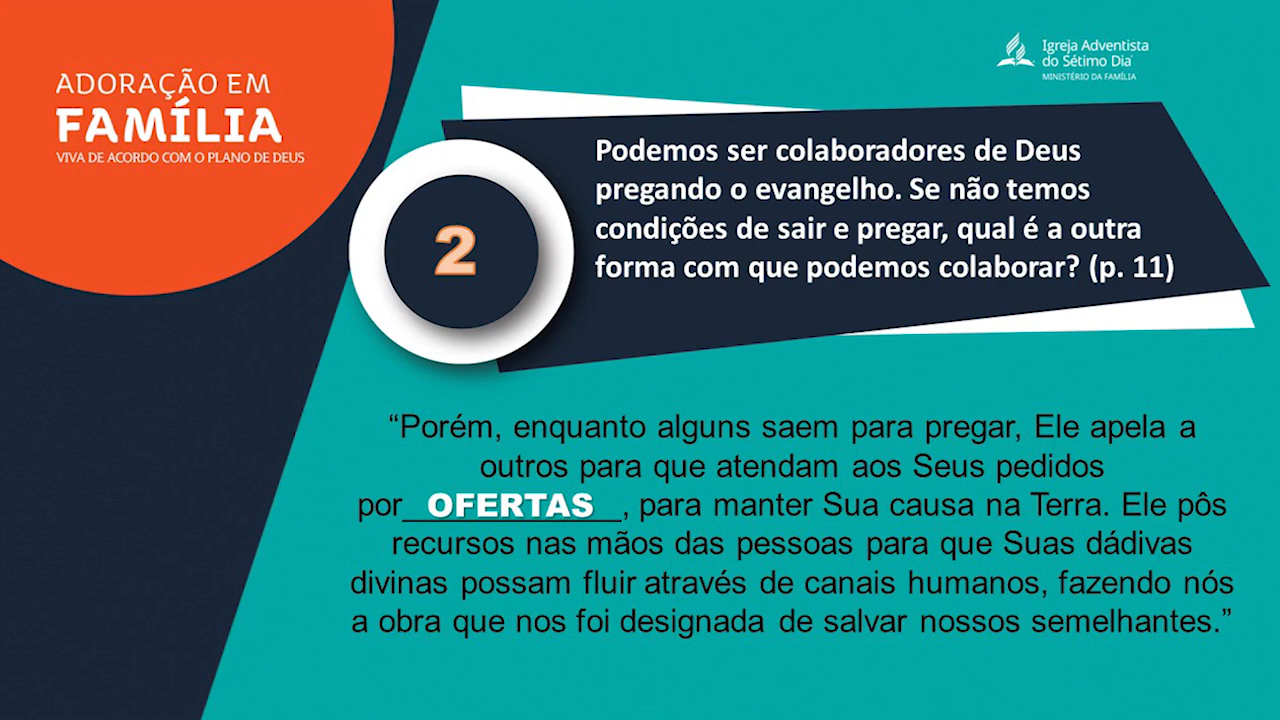 ADORAÇÃO EM
FAMÍLIA
VIVA DE ACORDO COM O PLANO DE DEUS
Igreja Adventista
do Sétimo Dia
MINISTÉRIO DA FAMÍLIA
2
Podemos ser colaboradores de Deus
pregando o evangelho. Se não temos
condições de sair e pregar, qual é a outra
forma com que podemos colaborar? (p. 11)
“Porém, enquanto alguns saem para pregar, Ele apela a
outros para que atendam aos Seus pedidos
por OFERTAS, para manter Sua causa na Terra. Ele pôs
recursos nas mãos das pessoas para que Suas dádivas
divinas possam fluir através de canais humanos, fazendo nós
a obra que nos foi designada de salvar nossos semelhantes.”